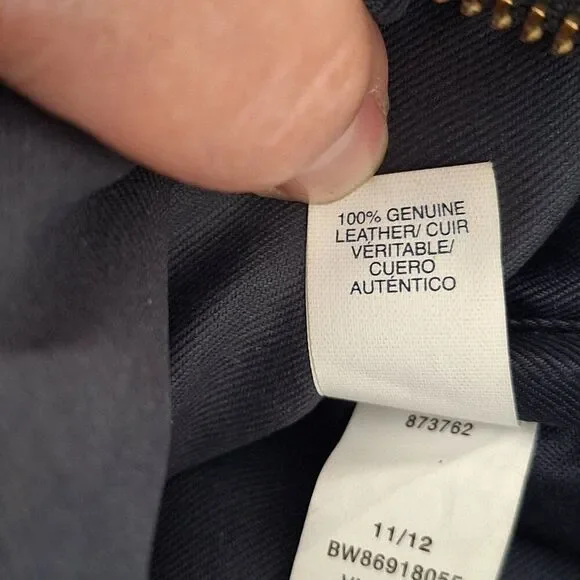 100% GENUINE
LEATHER/ CUIR
VÉRITABLE/
CUERO
AUTÉNTICO
873762
11/12